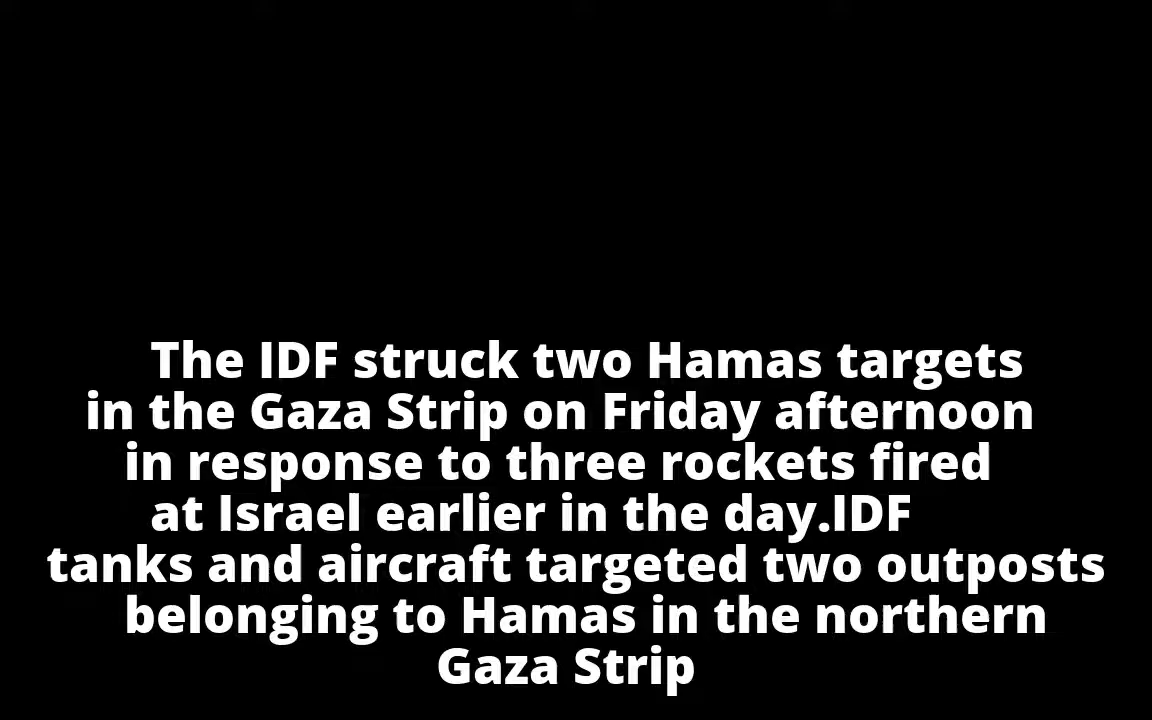 The IDF struck two Hamas targets
in the Gaza Strip on Friday afternoon
in response to three rockets fired
at Israel earlier in the day.IDF
tanks and aircraft targeted two outposts
belonging to Hamas in the northern
Gaza Strip